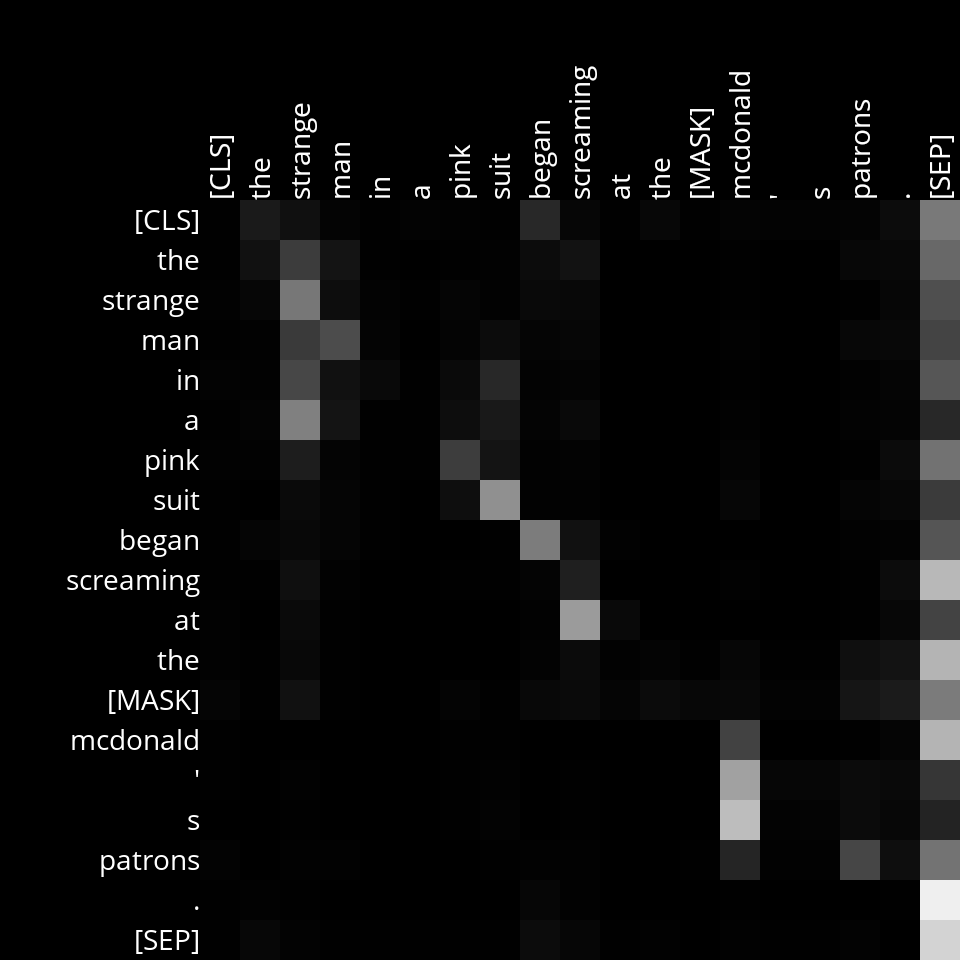 [CLS] the strange man in a pink suit began screaming at the [MASK] mcdonald ' s patrons . [SEP]
[CLS]
the
strange
man
in
a
pink
suit
began
screaming
at
the
[MASK]
mcdonald
'
s
patrons
.
[SEP]